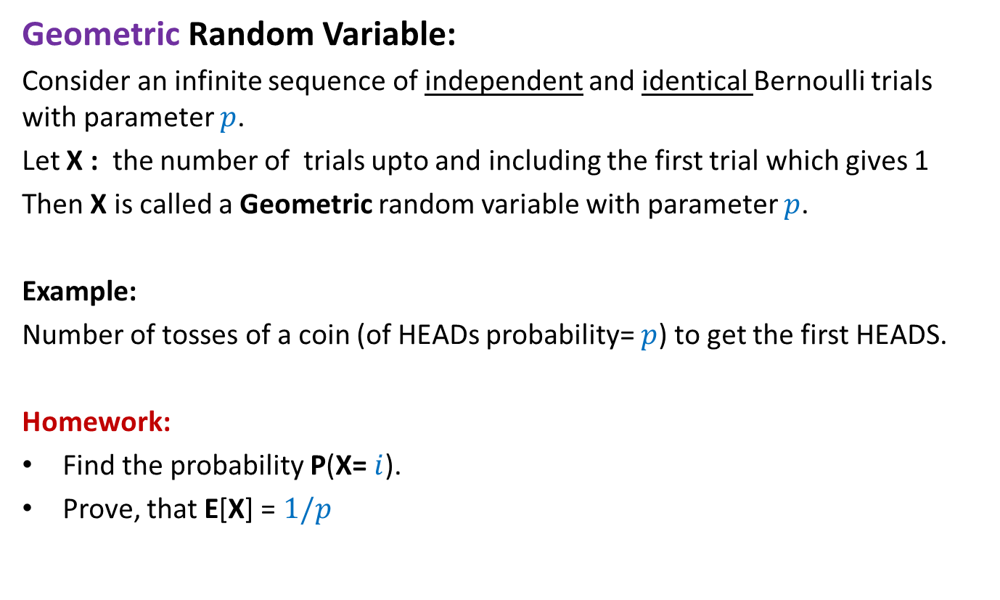 Geometric Random Variable:
Consider an infinite sequence of independent and identical Bernoulli trials
with parameter p.
Let X : the number of trials upto and including the first trial which gives 1
Then X is called a Geometric random variable with parameter p.
Example:
Number of tosses of a coin (of HEADs probability= p) to get the first HEADS.
Homework:
• Find the probability P(X= i).
• Prove, that E[X] = 1/p